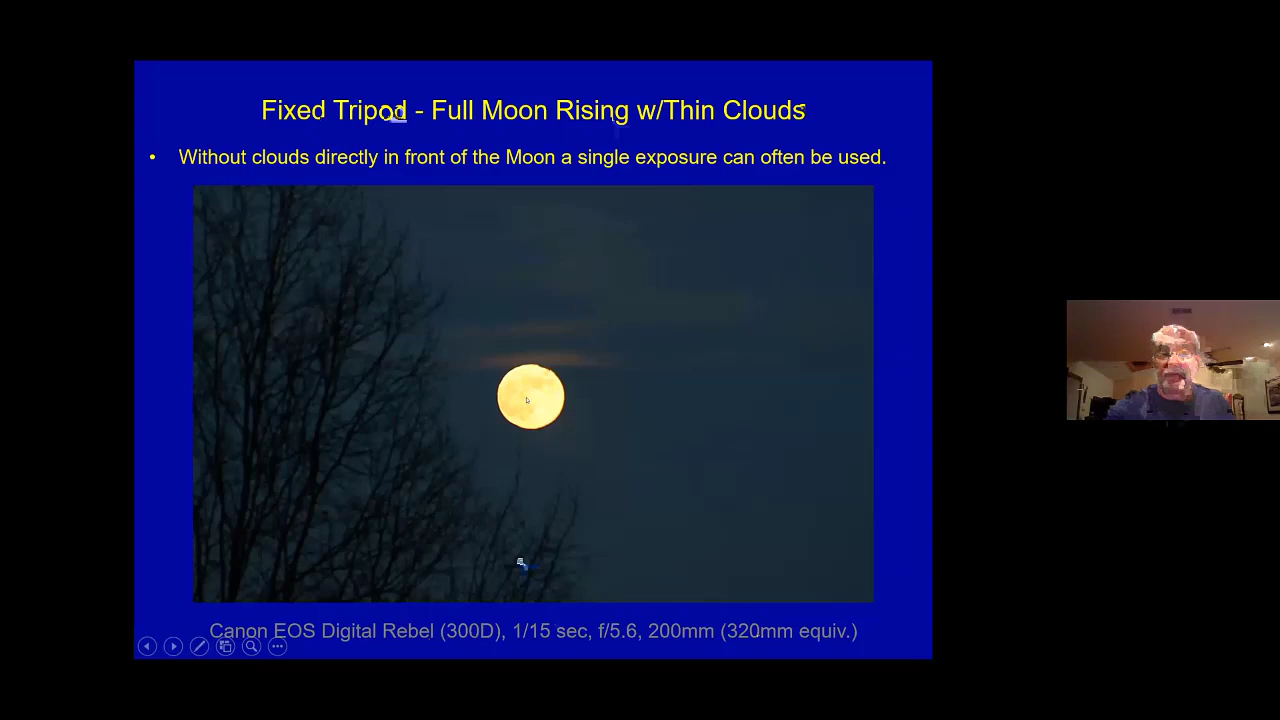 Fixed Tripod - Full Moon Rising w/Thin Clouds
• Without clouds directly in front of the Moon a single exposure can often be used.
Canon EOS Digital Rebel (300D), 1/15 sec, f/5.6, 200mm (320mm equiv.)